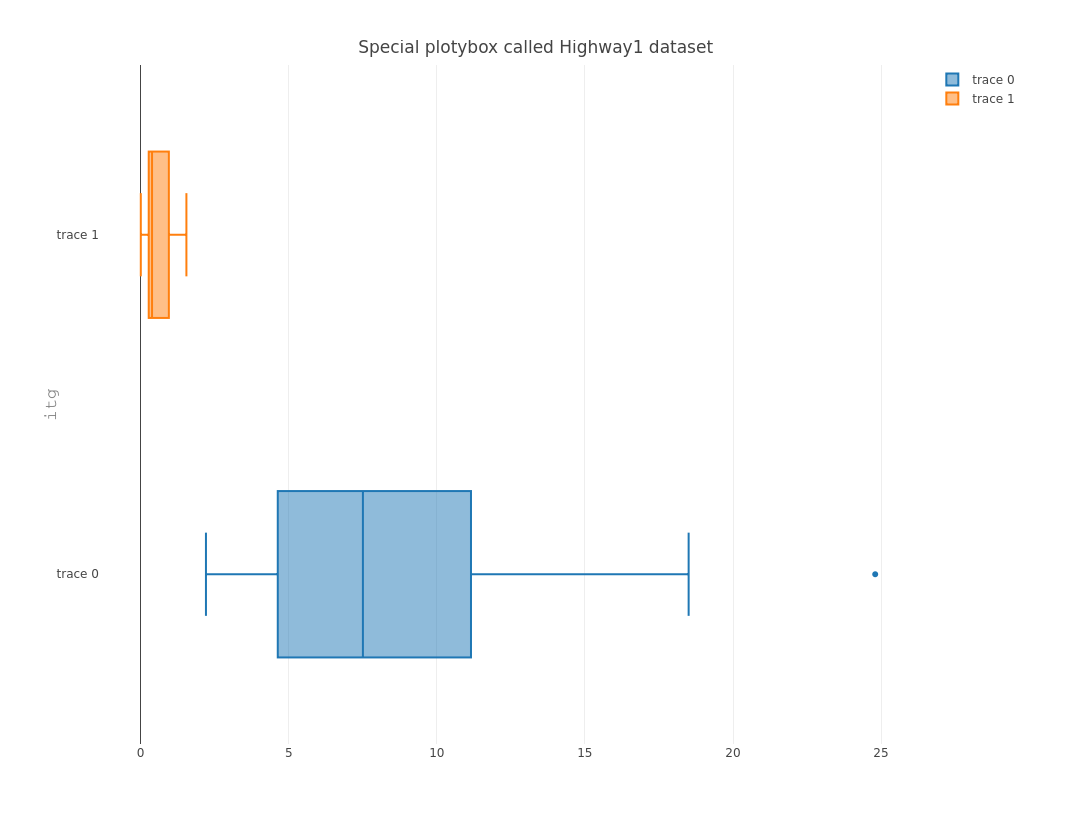 Special plotybox called Highway1 dataset
trace 0
trace 1
trace 1
itg
trace 0
0 5 10 15 20 25